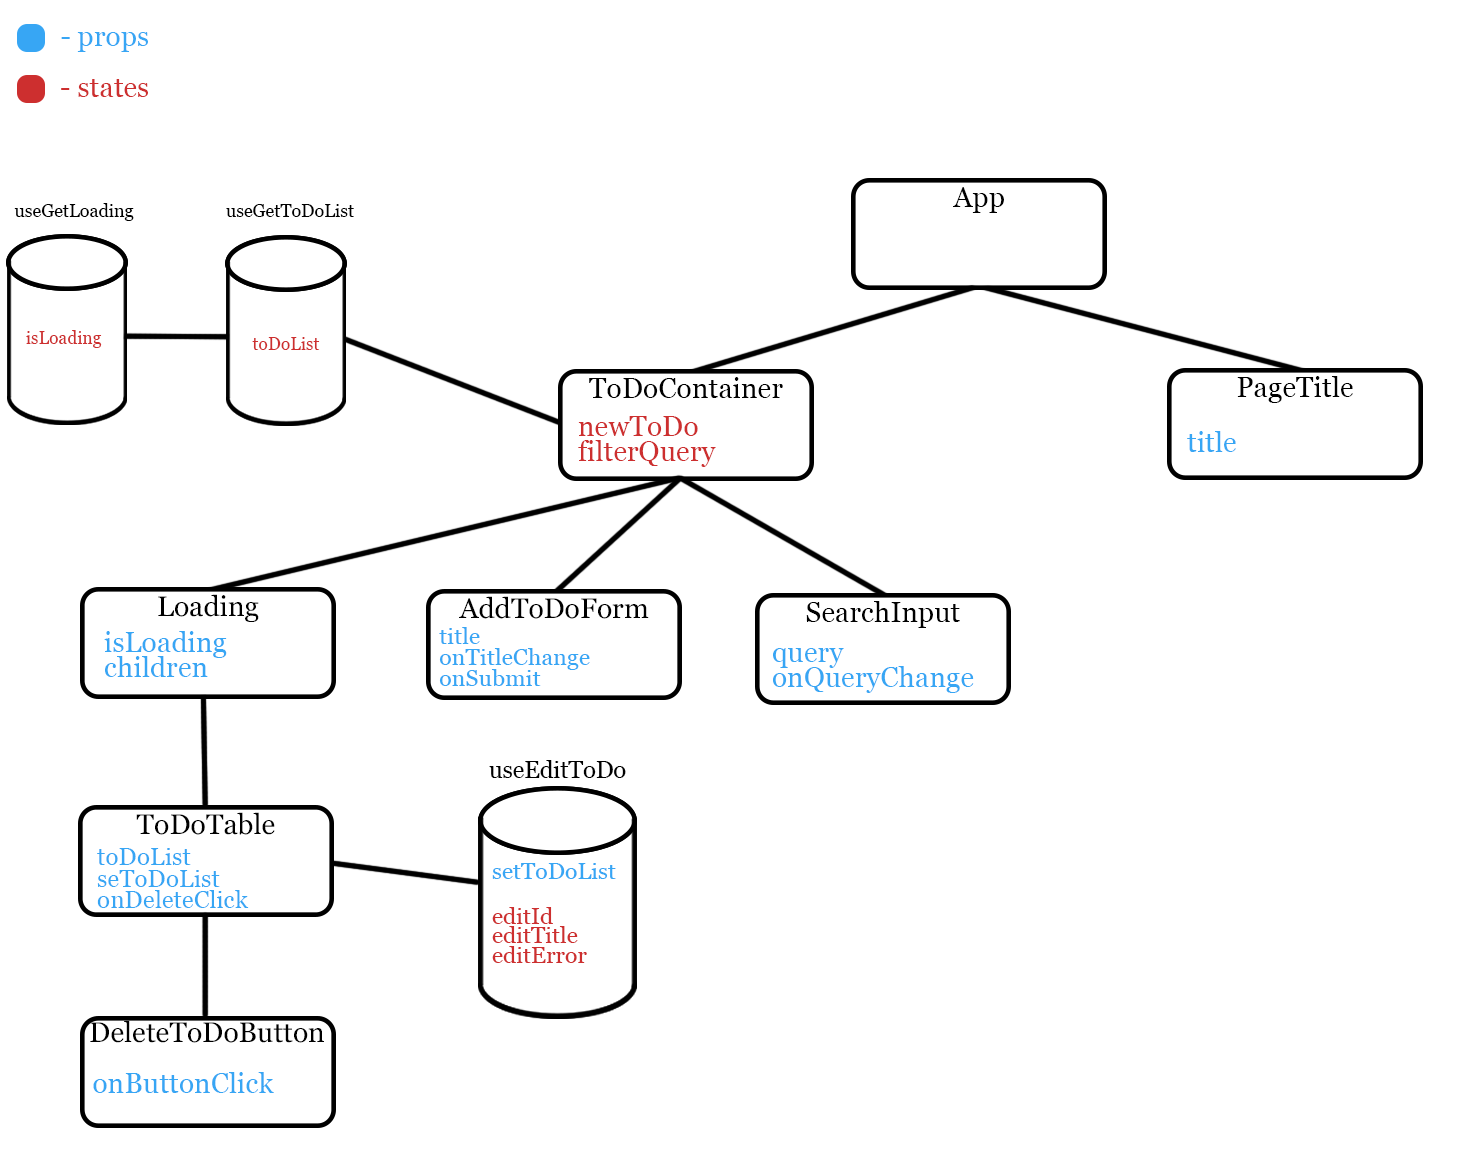 - props
- states
App
useGetLoading
useGetToDoList
isLoading
toDoList
ToDoContainer
newToDo
filterQuery
PageTitle
title
Loading
isLoading
children
AddToDoForm
title
onTitleChange
onSubmit
SearchInput
query
onQueryChange
useEditToDo
ToDoTable
toDoList
seToDoList
onDeleteClick
setToDoList
editId
editTitle
editError
DeleteToDoButton
onButtonClick